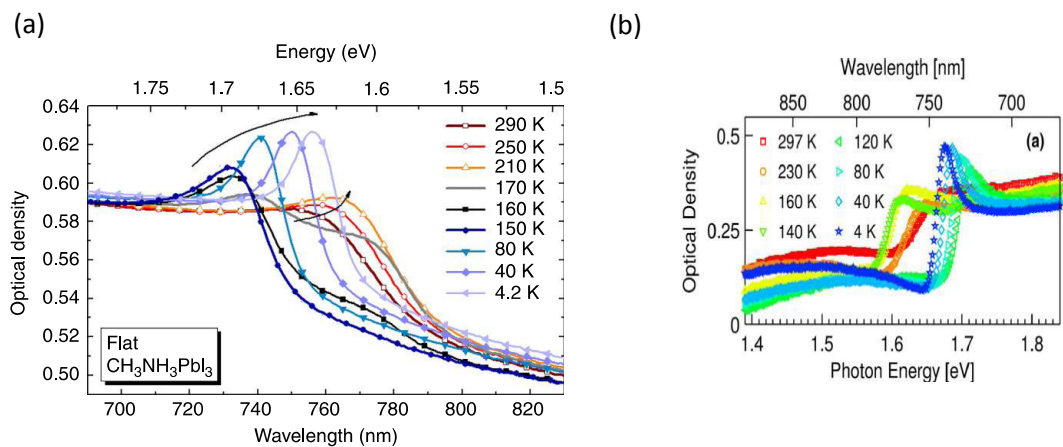 (a)
Energy (eV)
1.75 1.7 1.65 1.6 1.55 1.5
0.64
0.62
0.60
0.58
0.56
0.54
0.52
0.50
Optical density
290 K
250 K
210 K
170 K
160 K
150 K
80 K
40 K
4.2 K
Flat
CH₃NH₃PbI₃
700 720 740 760 780 800 820
Wavelength (nm)
(b)
Wavelength [nm]
850 800 750 700
0.5
0.25
0
Optical Density
(a)
297 K 120 K
230 K 80 K
160 K 40 K
140 K 4 K
1.4 1.5 1.6 1.7 1.8
Photon Energy [eV]